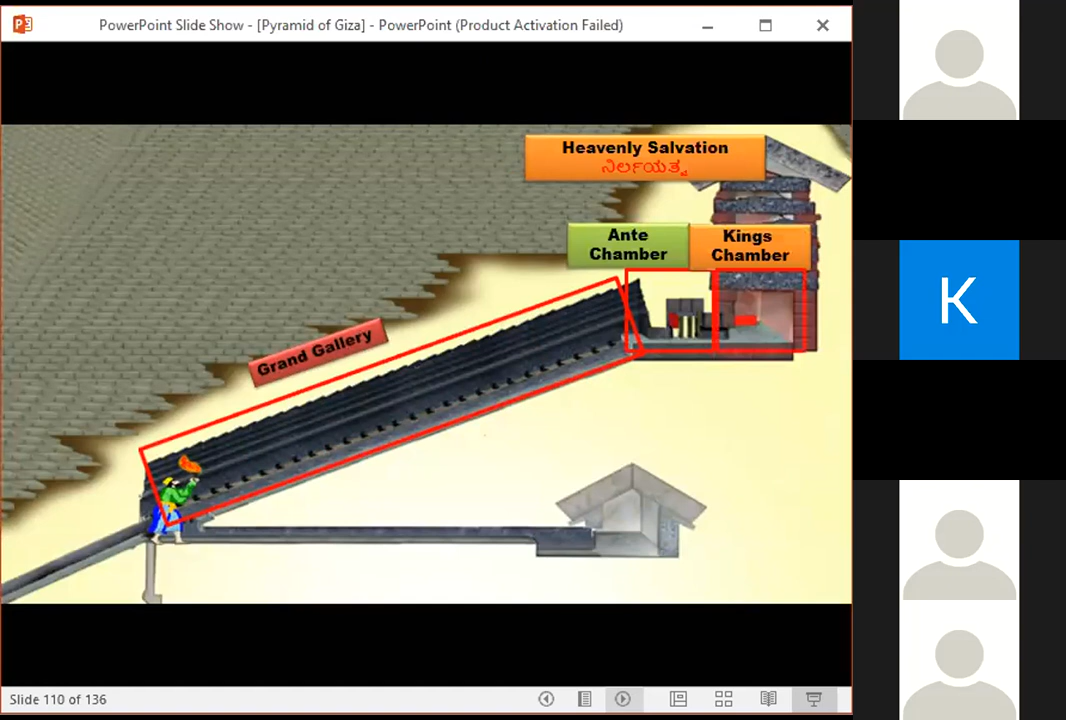 PowerPoint Slide Show - [Pyramid of Giza] - PowerPoint (Product Activation Failed)
Heavenly Salvation
Ante
Chamber
Kings
Chamber
Grand Gallery
K
Slide 110 of 136